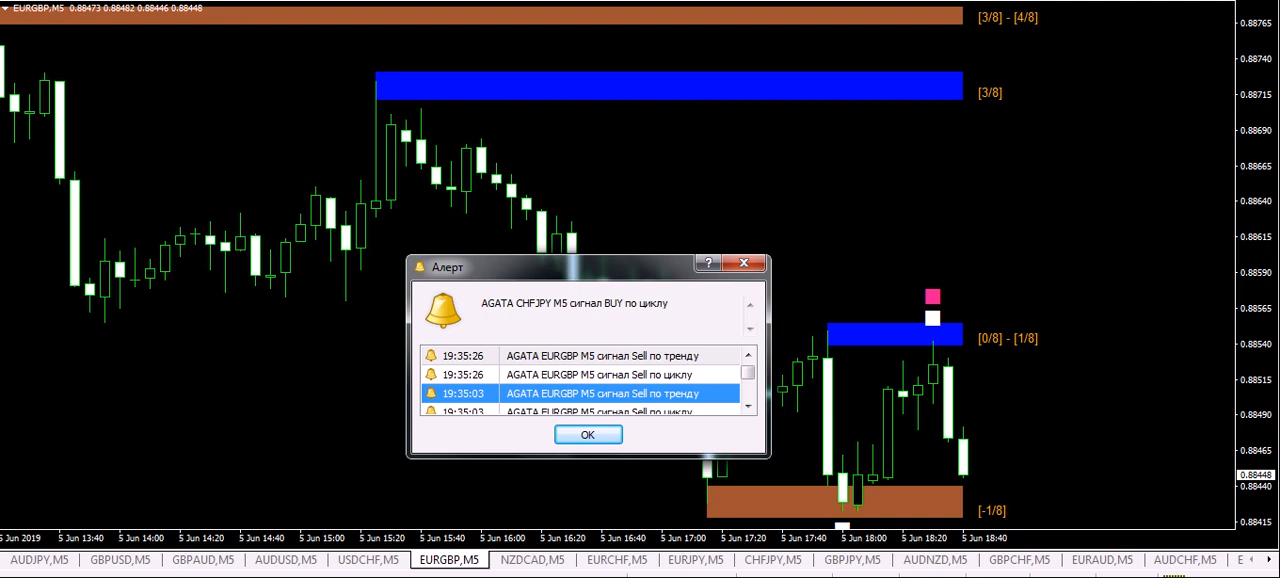 EURGBP,M5 0.88473 0.88482 0.88446 0.88448
[3/8] - [4/8]
0.88765
0.88740
[3/8]
0.88715
0.88690
0.88665
0.88640
0.88615
0.88590
0.88565
[0/8] - [1/8]
0.88540
0.88515
0.88490
0.88465
0.88448
0.88440
[-1/8]
0.88415
Алерт
?
AGATA CHFJPY M5 сигнал BUY по циклу
19:35:26 AGATA EURGBP M5 сигнал Sell по тренду
19:35:26 AGATA EURGBP M5 сигнал Sell по циклу
19:35:03 AGATA EURGBP M5 сигнал Sell по тренду
19:35:03 AGATA EURGBP M5 сигнал Sell по циклу
OK
5 Jun 2019 5 Jun 13:40 5 Jun 14:00 5 Jun 14:20 5 Jun 14:40 5 Jun 15:00 5 Jun 15:20 5 Jun 15:40 5 Jun 16:00 5 Jun 16:20 5 Jun 16:40 5 Jun 17:00 5 Jun 17:20 5 Jun 17:40 5 Jun 18:00 5 Jun 18:20 5 Jun 18:40
AUDJPY,M5 GBPUSD,M5 GBPAUD,M5 AUDUSD,M5 USDCHF,M5 EURGBP,M5 NZDCAD,M5 EURCHF,M5 EURJPY,M5 CHFJPY,M5 GBPJPY,M5 AUDNZD,M5 GBPCHF,M5 EURAUD,M5 AUDCHF,M5 E